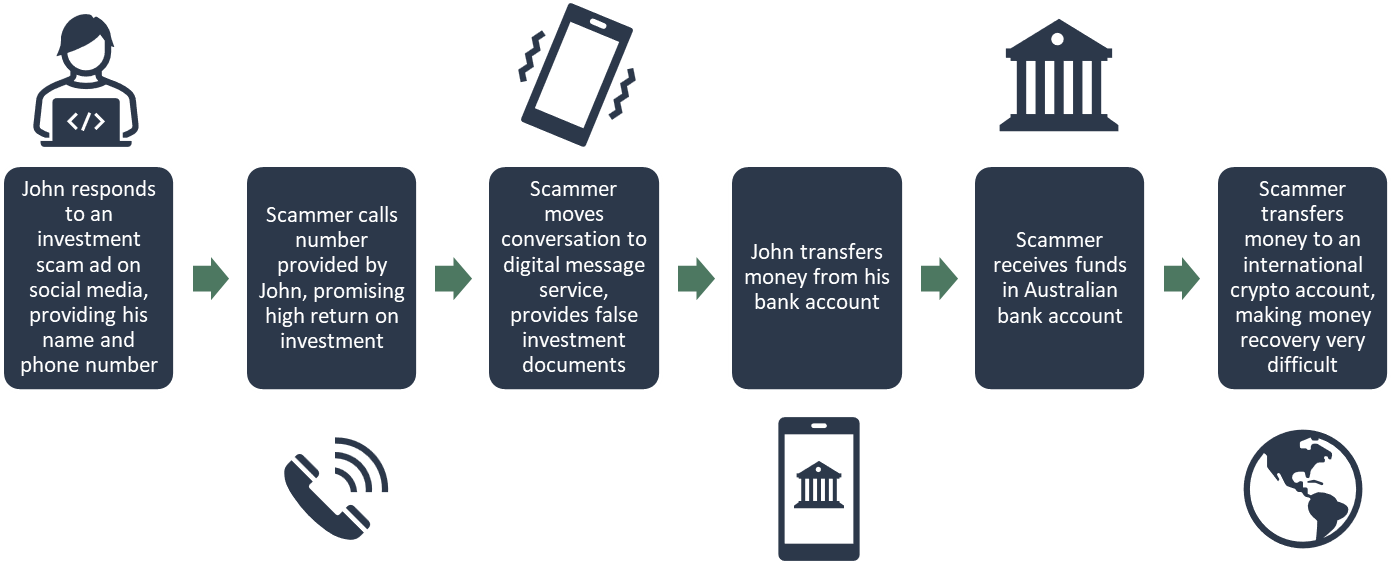 </>
John responds
to an
investment
scam ad on
social media,
providing his
name and
phone number
Scammer calls
number
provided by
John, promising
high return on
investment
Scammer
moves
conversation to
digital message
service,
provides false
investment
documents
John transfers
money from his
bank account
Scammer
receives funds
in Australian
bank account
Scammer
transfers
money to an
international
crypto account,
making money
recovery very
difficult